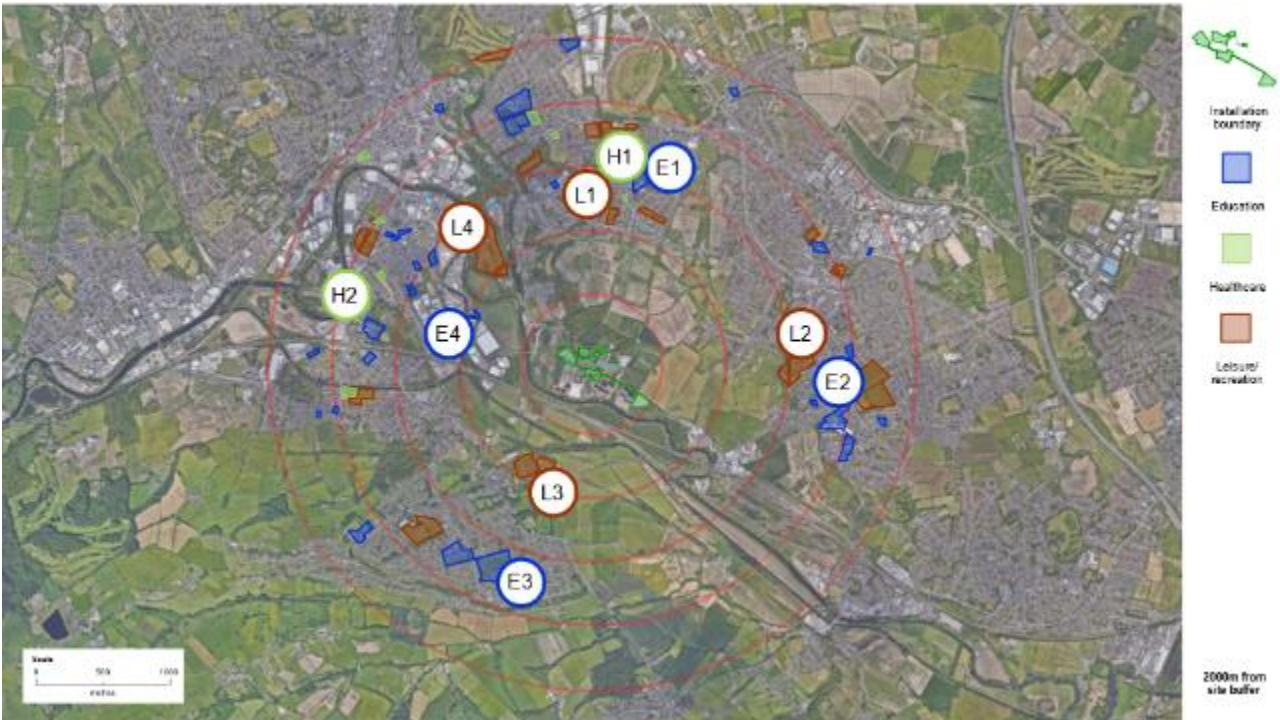 H1
E1
L1
L4
H2
E4
L2
E2
L3
E3
Scale
0 500 1000
metres
Installation
boundary
Education
Healthcare
Leisure/
recreation
2000m from
site buffer